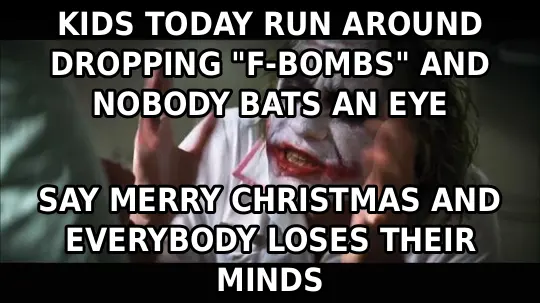 KIDS TODAY RUN AROUND
DROPPING "F-BOMBS" AND
NOBODY BATS AN EYE
SAY MERRY CHRISTMAS AND
EVERYBODY LOSES THEIR
MINDS